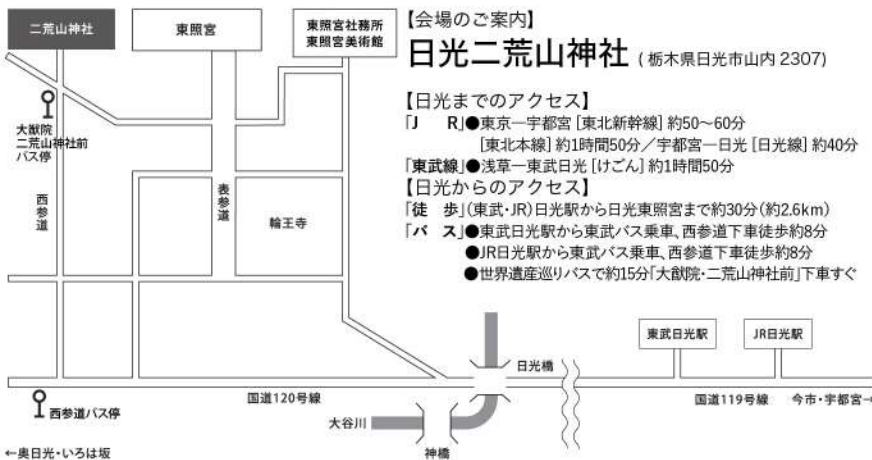 二荒山神社
東照宮
東照宮社務所
東照宮美術館
大猷院
二荒山神社前
バス停
西参道
表参道
輪王寺
【会場のご案内】
日光二荒山神社 (栃木県日光市山内 2307)
【日光までのアクセス】
「J R」●東京ー宇都宮 [東北新幹線] 約50〜60分
[東北本線] 約1時間50分／宇都宮ー日光 [日光線] 約40分
「東武線」●浅草ー東武日光 [けごん] 約1時間50分
【日光からのアクセス】
「徒 歩」(東武・JR)日光駅から日光東照宮まで約30分(約2.6km)
「バ ス」●東武日光駅から東武バス乗車、西参道下車徒歩約8分
●JR日光駅から東武バス乗車、西参道下車徒歩約8分
●世界遺産巡りバスで約15分「大猷院・二荒山神社前」下車すぐ
東武日光駅
JR日光駅
日光橋
国道120号線
国道119号線
今市・宇都宮→
西参道バス停
大谷川
神橋
←奥日光・いろは坂